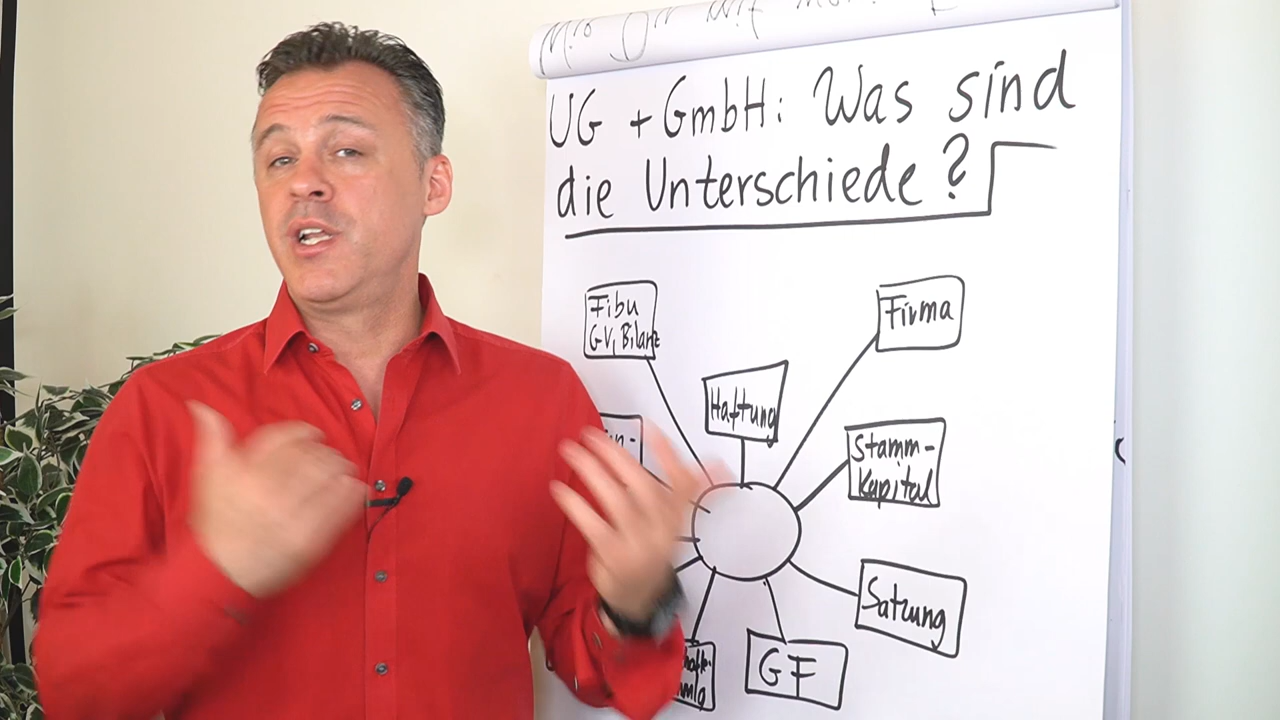 UG + GmbH: Was sind
die Unterschiede?
Fibu
GV, Bilanz
Firma
Haftung
Stamm-
Kapital
Satzung
GF